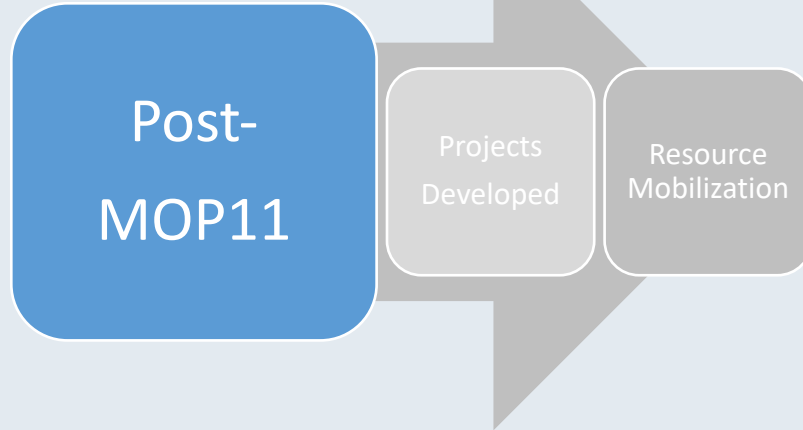 Post-
MOP11
Projects
Developed
Resource
Mobilization